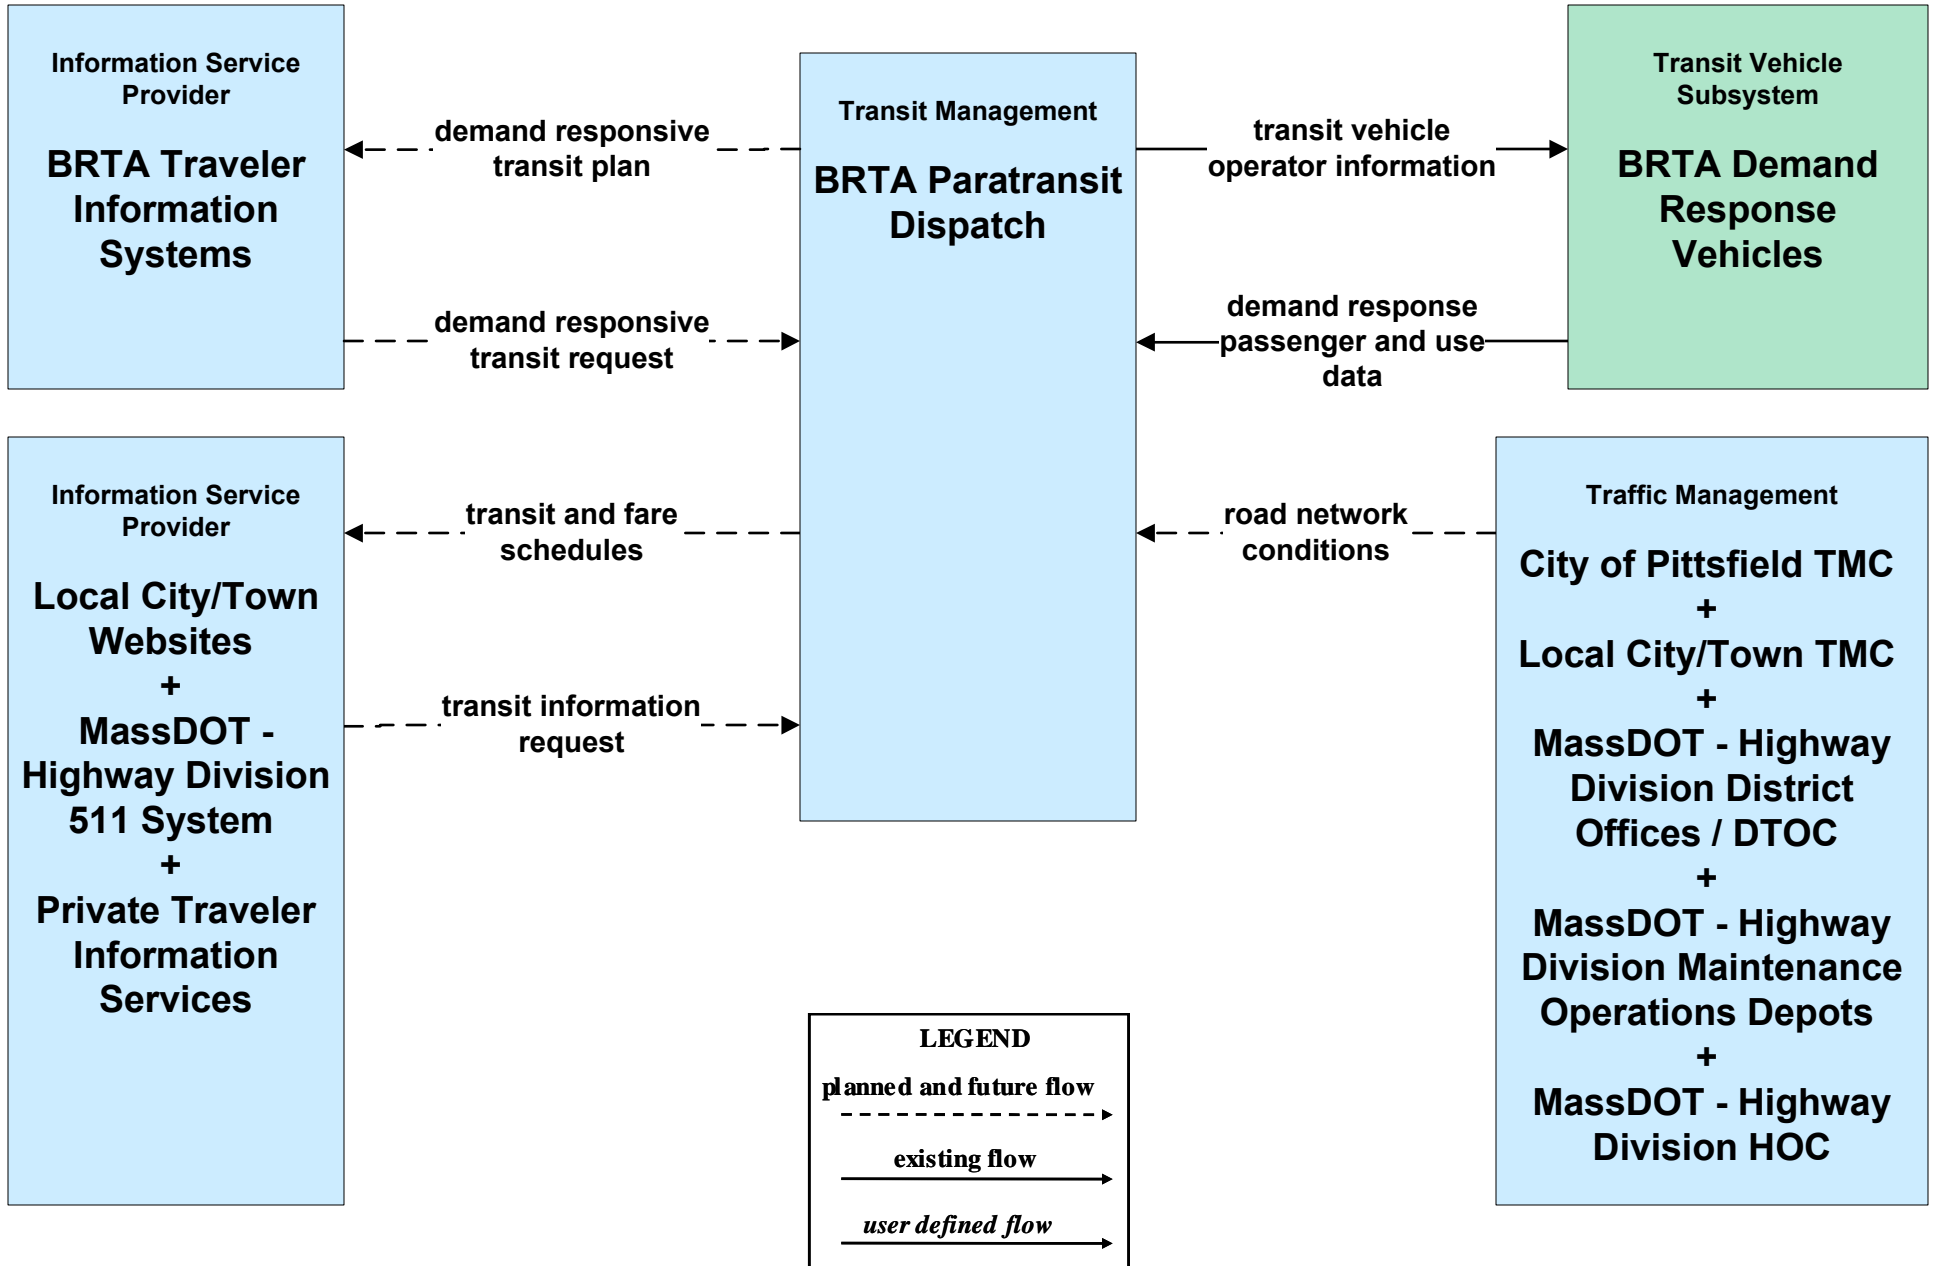 Information Service
Provider
BRTA Traveler
Information
Systems
demand responsive
transit plan
demand responsive
transit request
Transit Management
BRTA Paratransit
Dispatch
transit vehicle
operator information
demand response
passenger and use
data
Transit Vehicle
Subsystem
BRTA Demand
Response
Vehicles
Information Service
Provider
Local City/Town
Websites
+
MassDOT -
Highway Division
511 System
+
Private Traveler
Information
Services
transit and fare
schedules
transit information
request
road network
conditions
Traffic Management
City of Pittsfield TMC
+
Local City/Town TMC
+
MassDOT - Highway
Division District
Offices / DTOC
+
MassDOT - Highway
Division Maintenance
Operations Depots
+
MassDOT - Highway
Division HOC
LEGEND
planned and future flow
existing flow
user defined flow